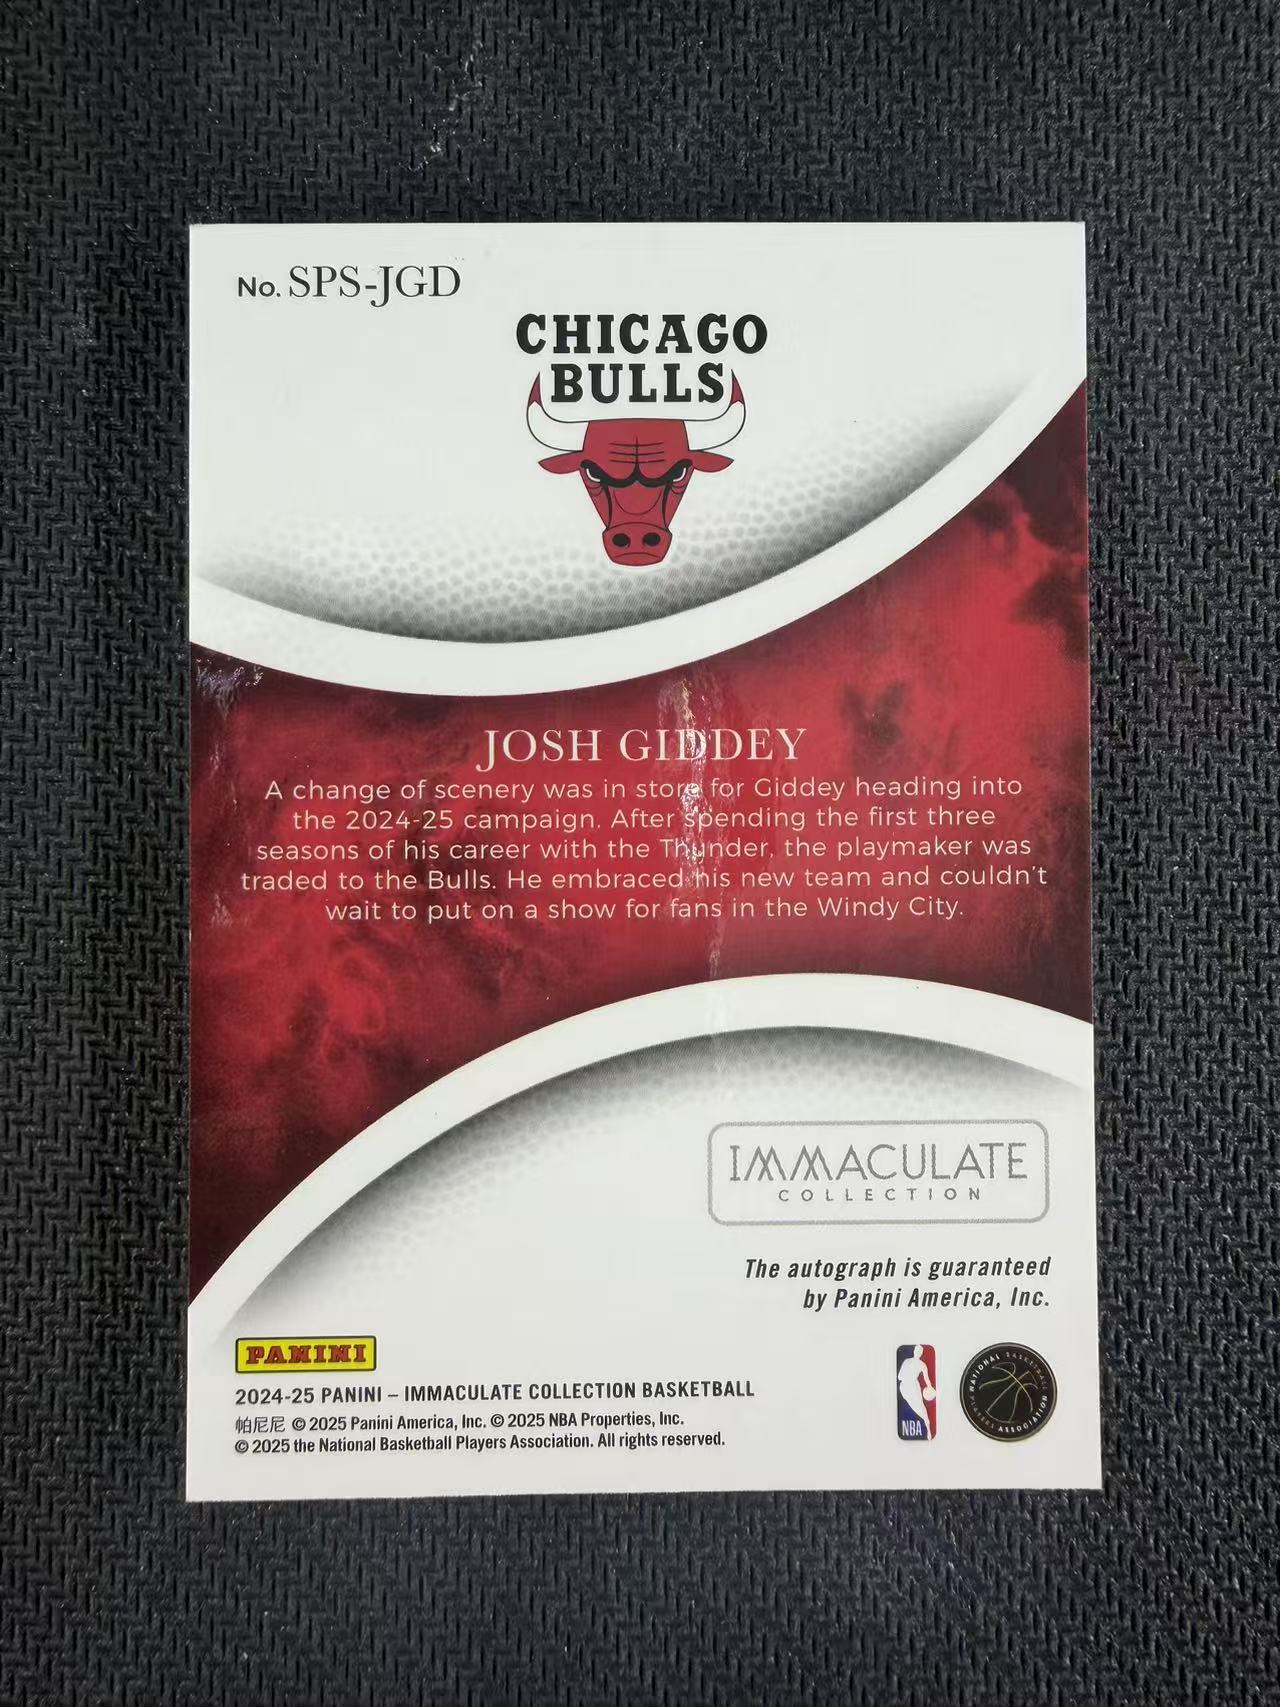 No. SPS-JGD
CHICAGO
BULLS
JOSH GIDDEY
A change of scenery was in store for Giddey heading into
the 2024-25 campaign. After spending the first three
seasons of his career with the Thunder, the playmaker was
traded to the Bulls. He embraced his new team and couldn't
wait to put on a show for fans in the Windy City.
IMMACULATE
COLLECTION
The autograph is guaranteed
by Panini America, Inc.
PANINI
NBA
NATIONAL BASKETBALL
PLAYERS ASSOCIATION
2024-25 PANINI – IMMACULATE COLLECTION BASKETBALL
帕尼尼 © 2025 Panini America, Inc. © 2025 NBA Properties, Inc.
© 2025 the National Basketball Players Association. All rights reserved.